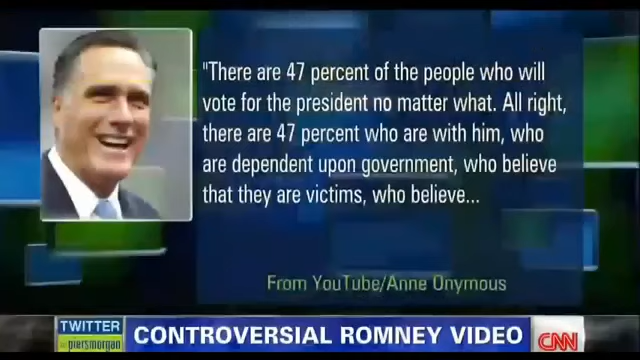 "There are 47 percent of the people who will
vote for the president no matter what. All right,
there are 47 percent who are with him, who
are dependent upon government, who believe
that they are victims, who believe...
From YouTube/Anne Onymous
TWITTER
@piersmorgan
CONTROVERSIAL ROMNEY VIDEO
CNN